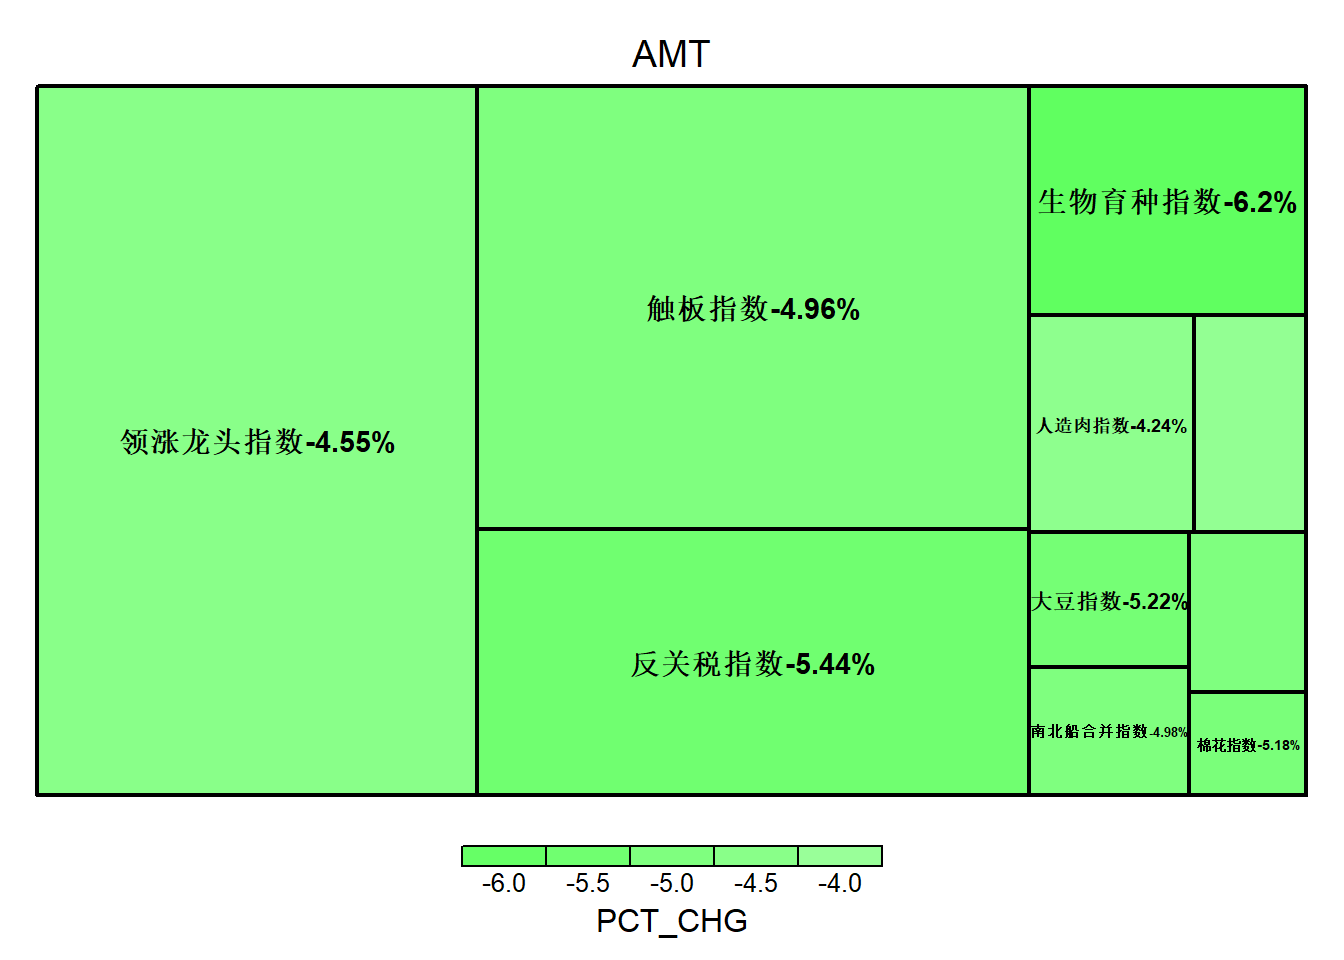 AMT
领涨龙头指数-4.55%
触板指数-4.96%
反关税指数-5.44%
生物育种指数-6.2%
人造肉指数-4.24%
大豆指数-5.22%
南北船合并指数-4.98%
棉花指数-5.18%
-6.0 -5.5 -5.0 -4.5 -4.0
PCT_CHG